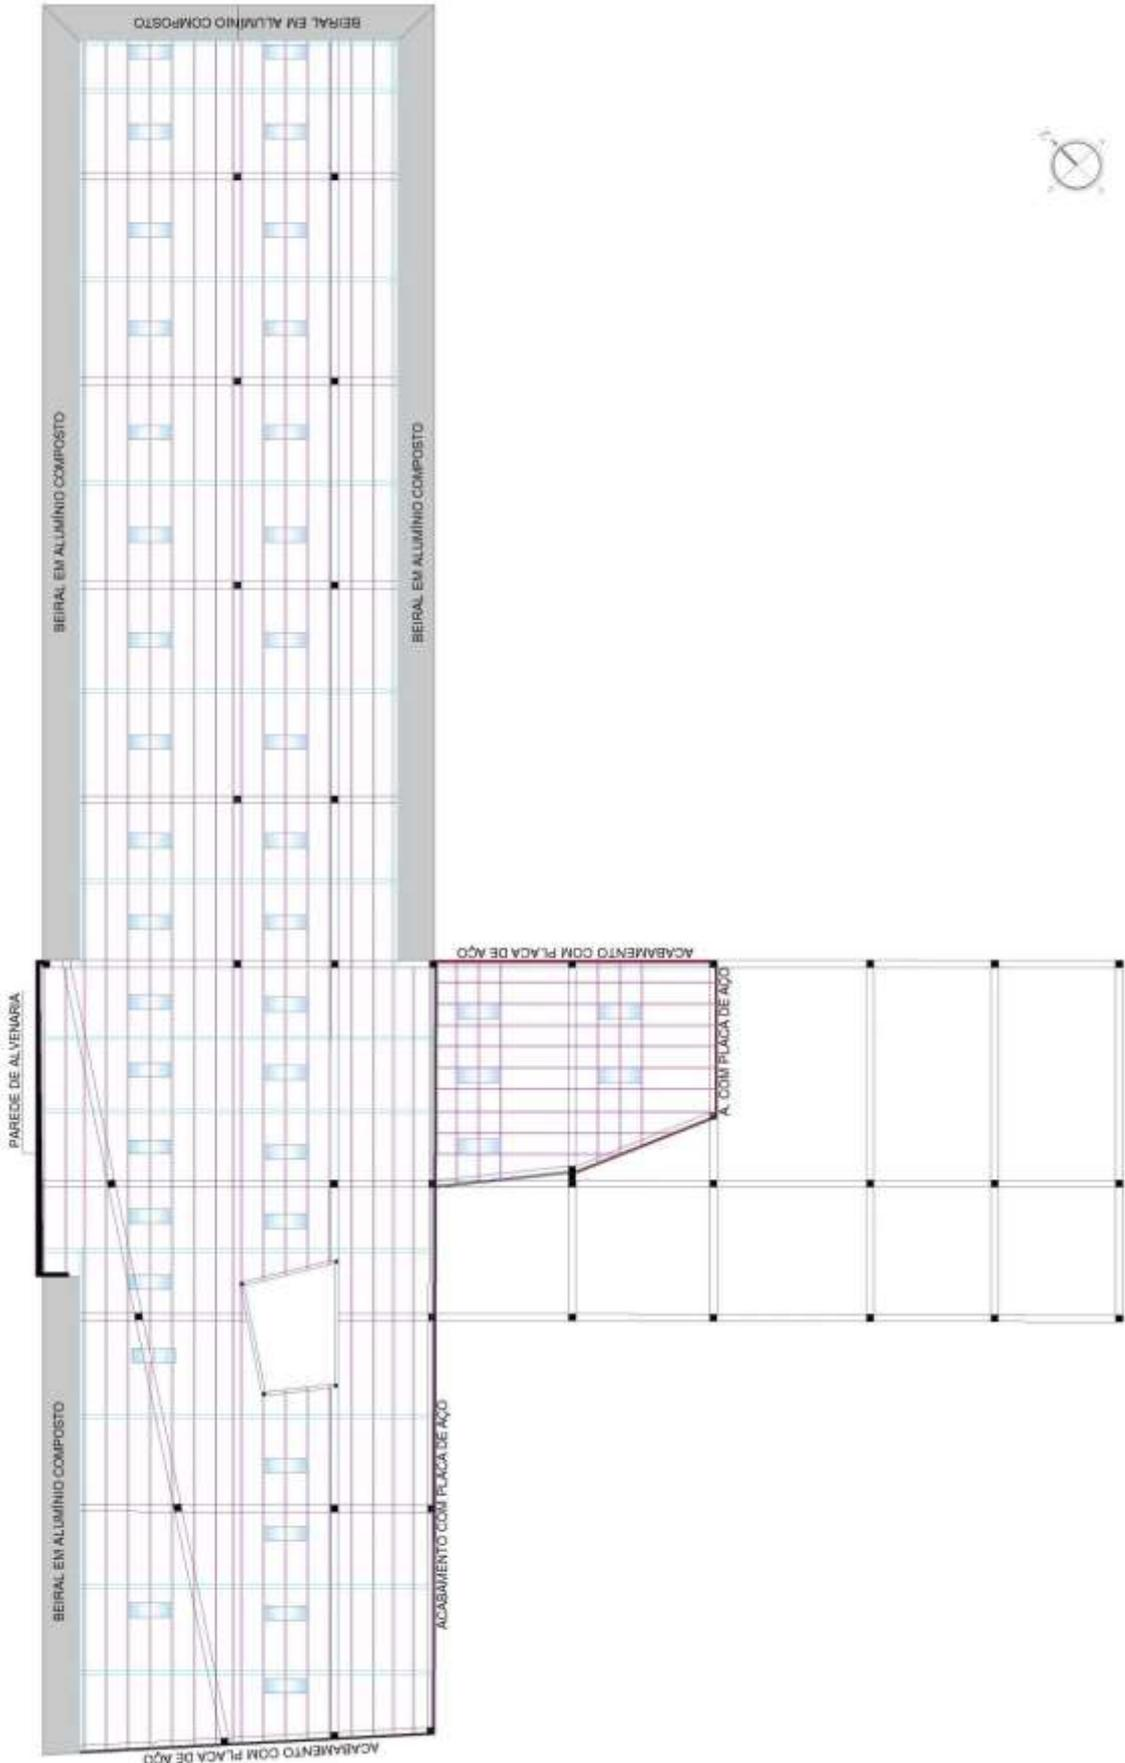 BEIRAL EM ALUMÍNIO COMPOSTO
BEIRAL EM ALUMÍNIO COMPOSTO
BEIRAL EM ALUMÍNIO COMPOSTO
ACABAMENTO COM PLACA DE AÇO
A. COM PLACA DE AÇO
PAREDE DE ALVENARIA
BEIRAL EM ALUMÍNIO COMPOSTO
ACABAMENTO COM PLACA DE AÇO
ACABAMENTO COM PLACA DE AÇO